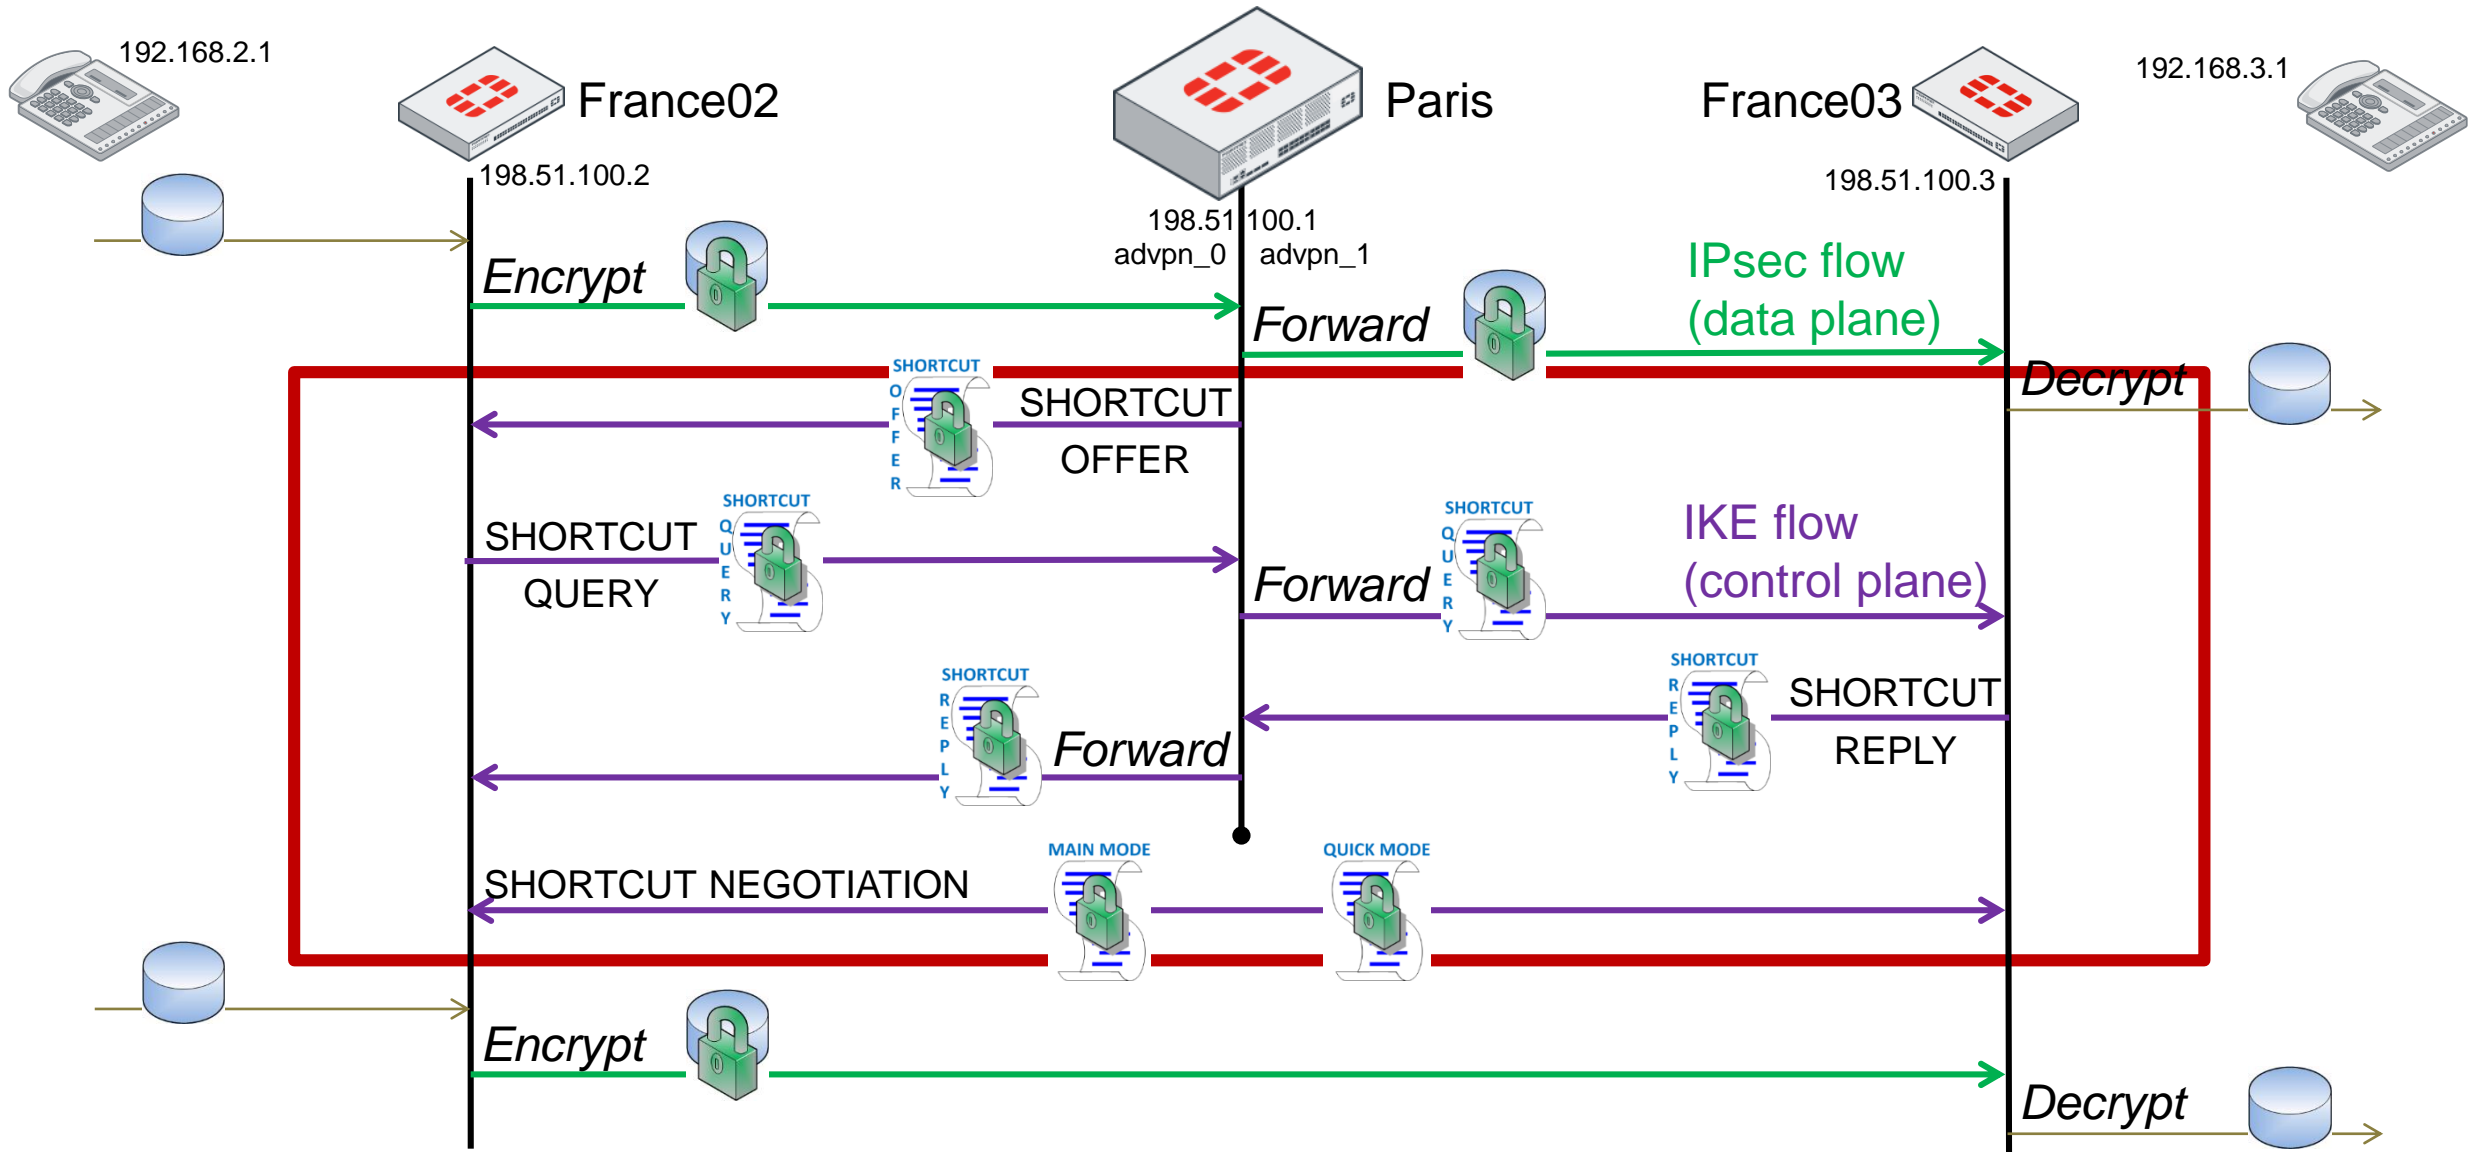 192.168.2.1
France02
Paris
France03
192.168.3.1
198.51.100.2
198.51.100.3
198.51 100.1
advpn_0 advpn_1
Encrypt
IPsec flow
(data plane)
Forward
Decrypt
SHORTCUT
OFFER
SHORTCUT
OFFER
SHORTCUT
QUERY
SHORTCUT
QUERY
SHORTCUT
QUERY
IKE flow
(control plane)
Forward
SHORTCUT
REPLY
SHORTCUT
REPLY
SHORTCUT
REPLY
Forward
MAIN MODE
QUICK MODE
SHORTCUT NEGOTIATION
Encrypt
Decrypt